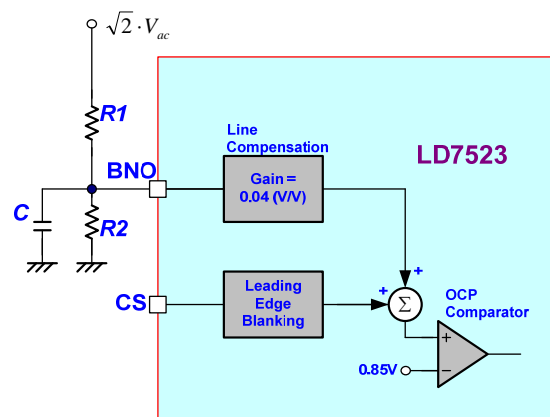 √2 · Vac
R1
BNO
C
R2
CS
Line
Compensation
Gain =
0.04 (V/V)
LD7523
Leading
Edge
Blanking
+
+
Σ
OCP
Comparator
+
−
0.85V